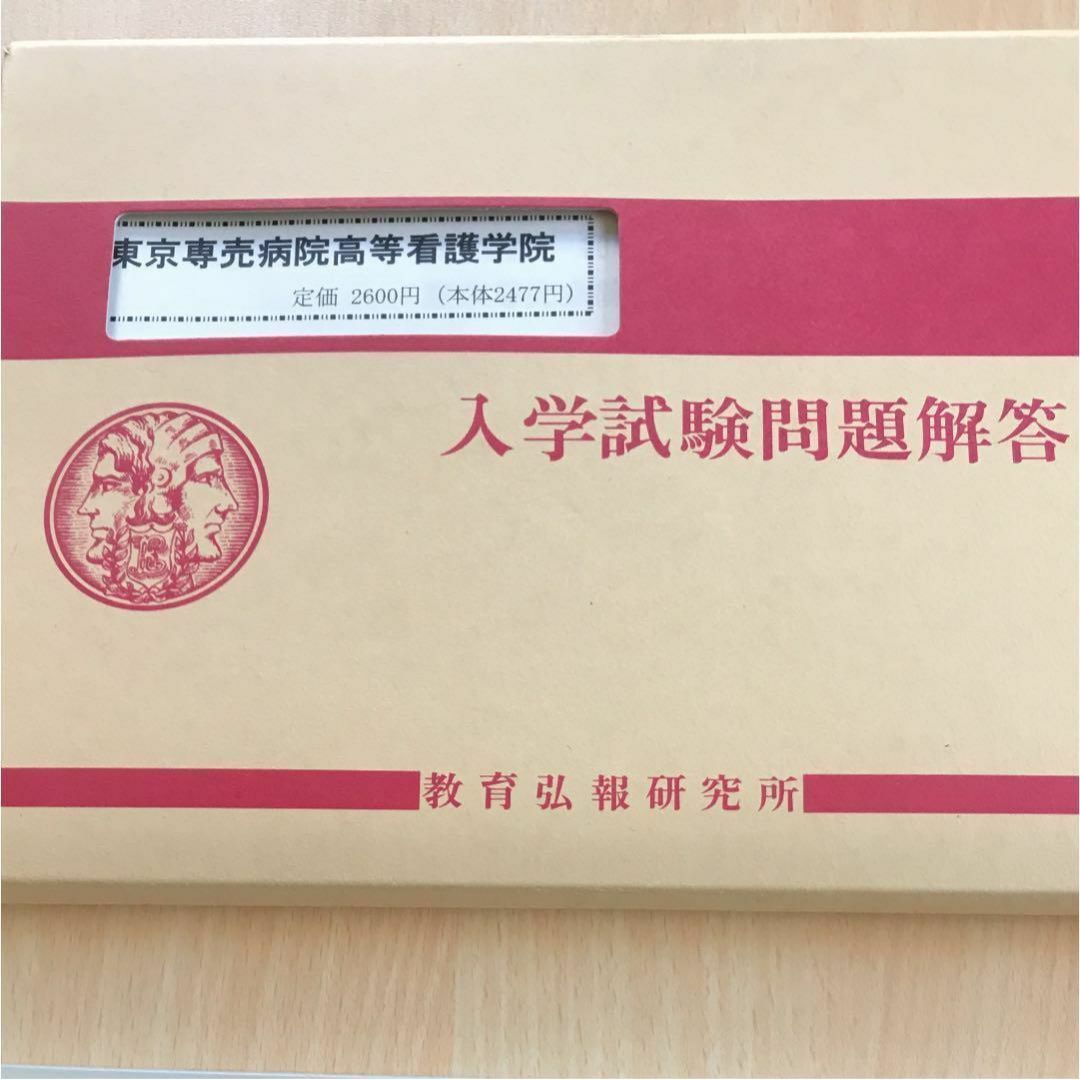 東京専売病院高等看護学院
定価 2600円（本体2477円）
入学試験問題解答
教育弘報研究所